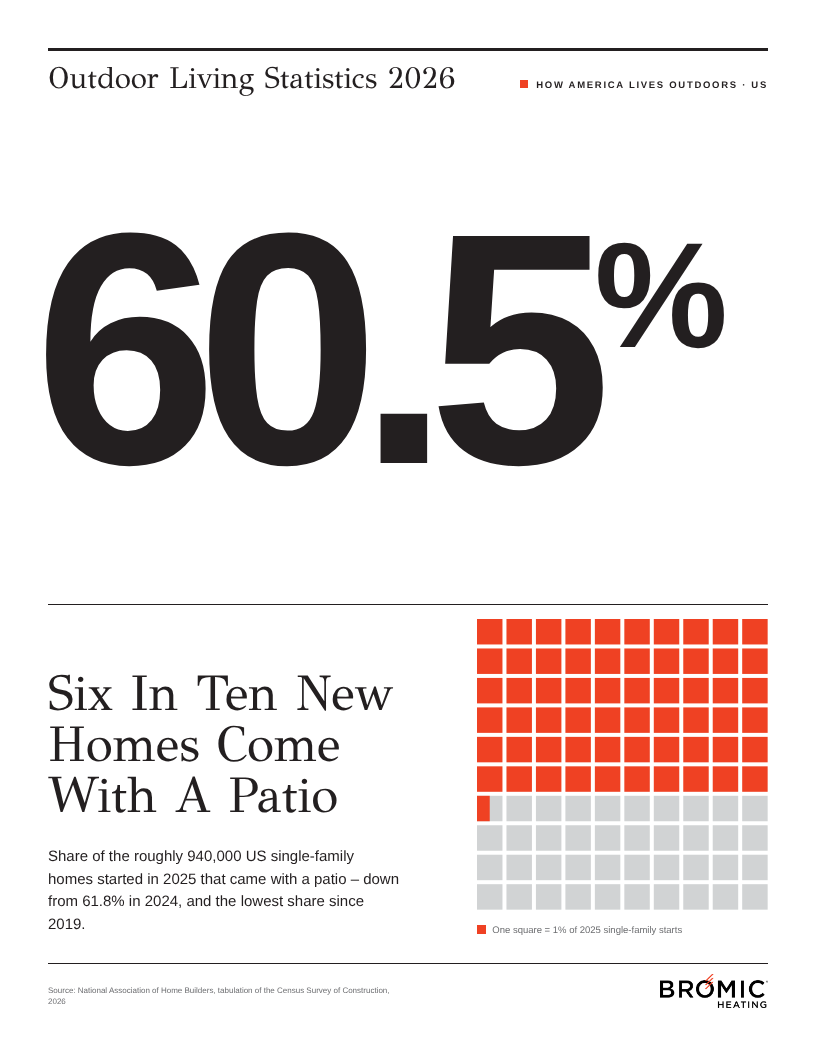 Outdoor Living Statistics 2026
HOW AMERICA LIVES OUTDOORS · US
60.5%
Six In Ten New
Homes Come
With A Patio
Share of the roughly 940,000 US single-family
homes started in 2025 that came with a patio – down
from 61.8% in 2024, and the lowest share since
2019.
One square = 1% of 2025 single-family starts
Source: National Association of Home Builders, tabulation of the Census Survey of Construction,
2026
BROMIC
HEATING